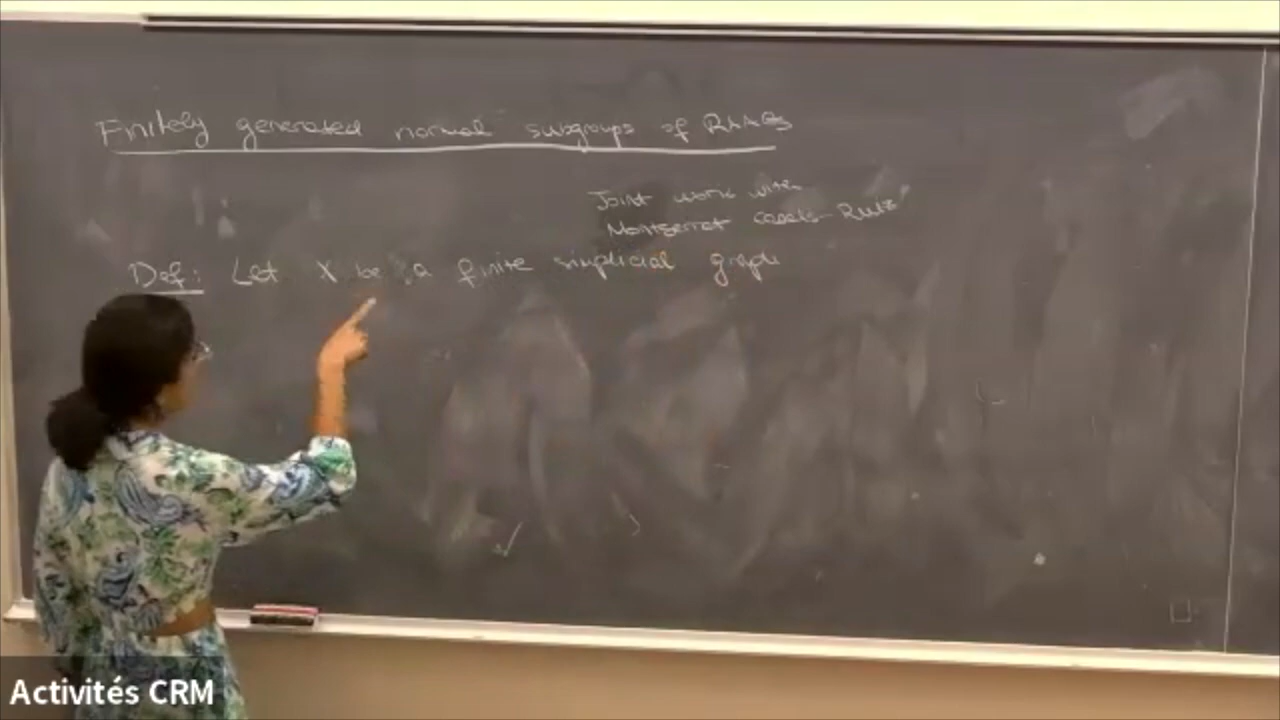 Finitely generated normal subgroups of RAAGs
Joint work with
Montserrat Casals-Ruiz
Def: Let X be a finite simplicial graph
Activités CRM